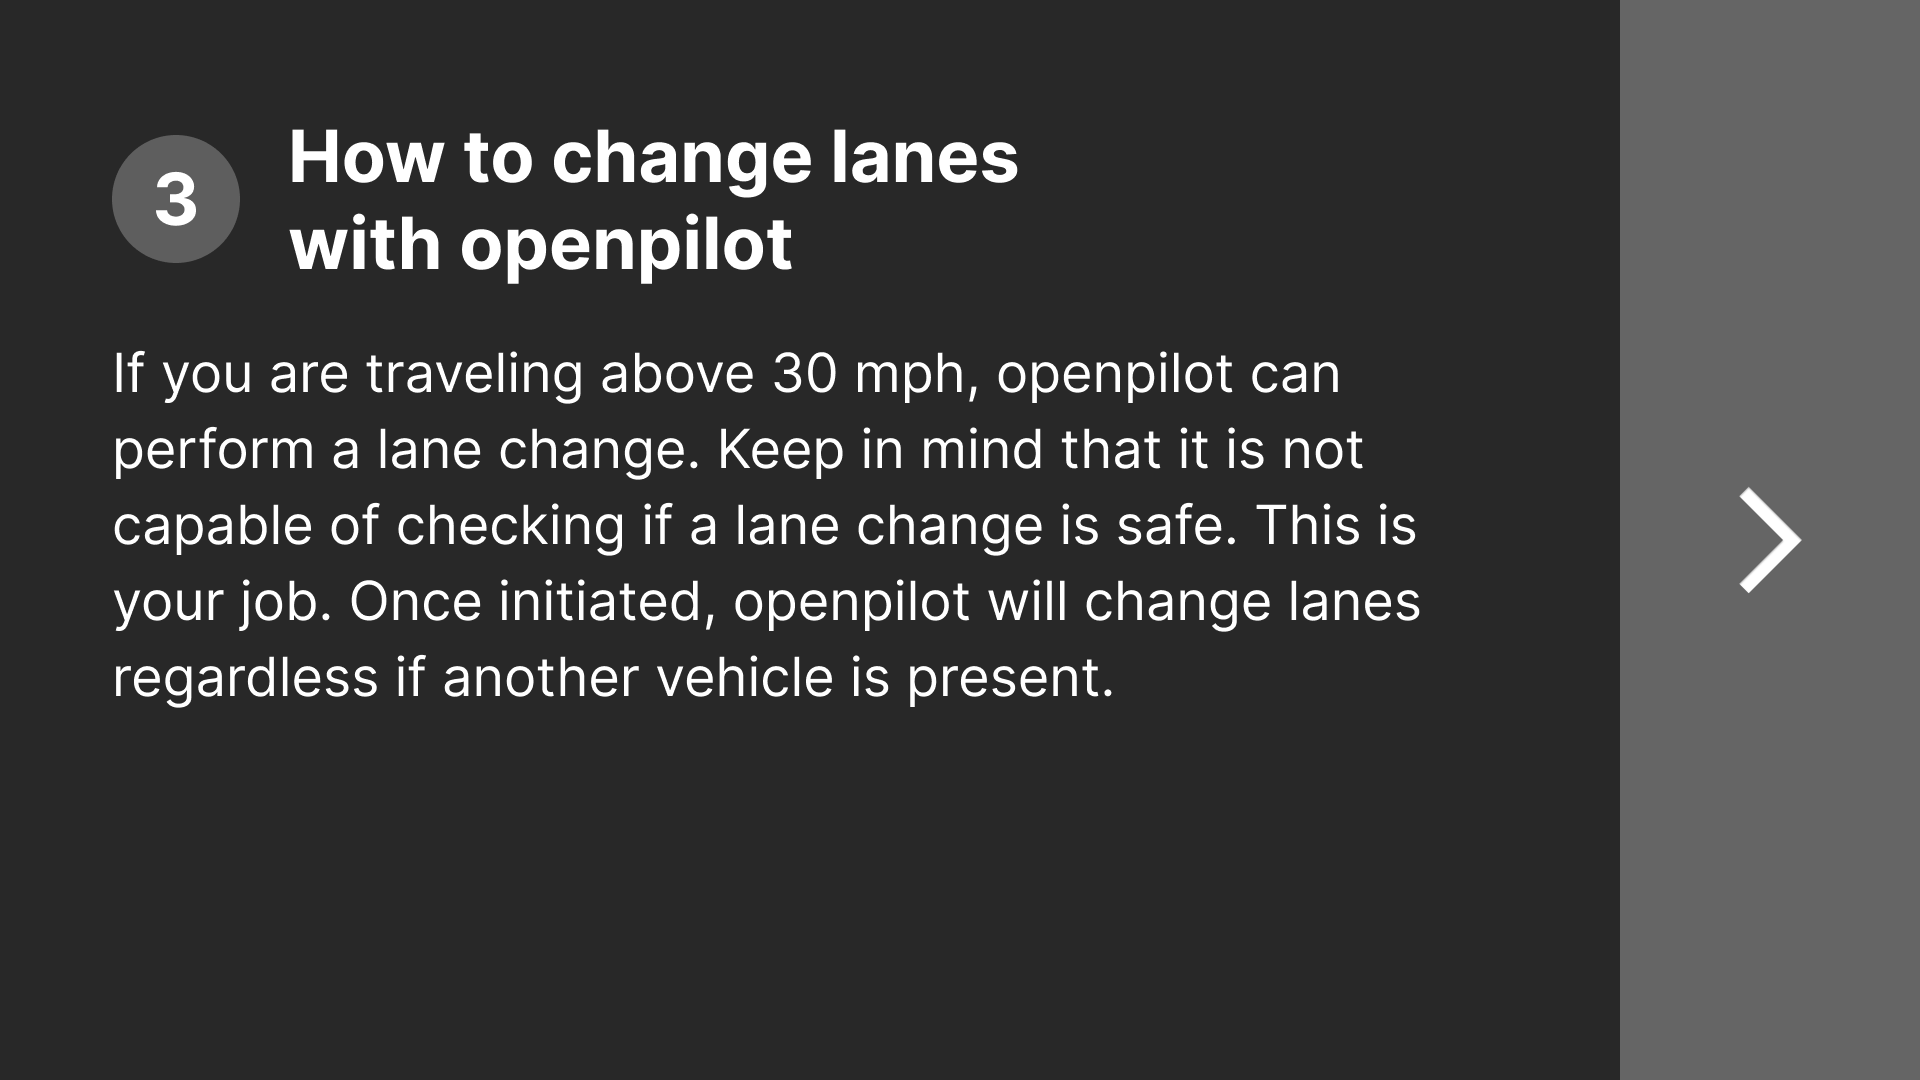 3
How to change lanes
with openpilot
If you are traveling above 30 mph, openpilot can
perform a lane change. Keep in mind that it is not
capable of checking if a lane change is safe. This is
your job. Once initiated, openpilot will change lanes
regardless if another vehicle is present.